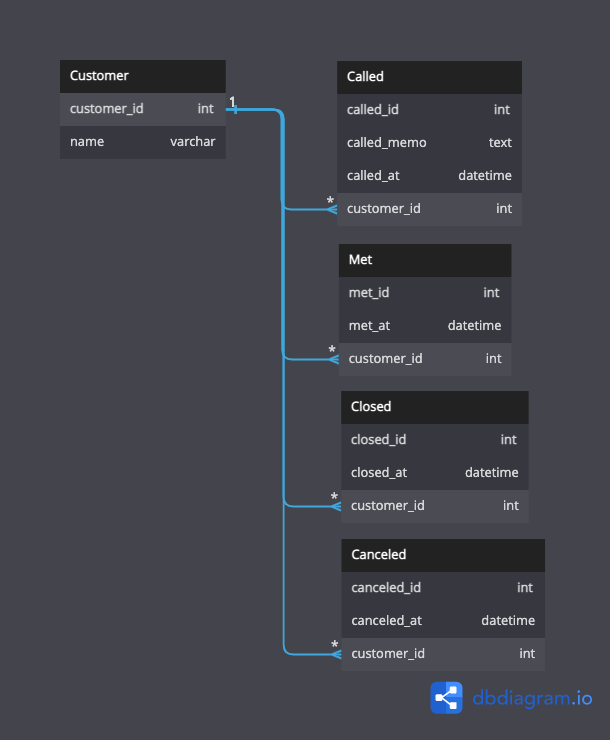 Customer
customer_id int
name varchar
1
Called
called_id int
called_memo text
called_at datetime
* customer_id int
Met
met_id int
met_at datetime
* customer_id int
Closed
closed_id int
closed_at datetime
* customer_id int
Canceled
canceled_id int
canceled_at datetime
* customer_id int
dbdiagram.io